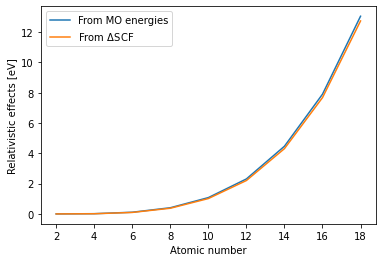 From MO energies
From ΔSCF
Relativistic effects [eV]
12
10
8
6
4
2
0
2 4 6 8 10 12 14 16 18
Atomic number